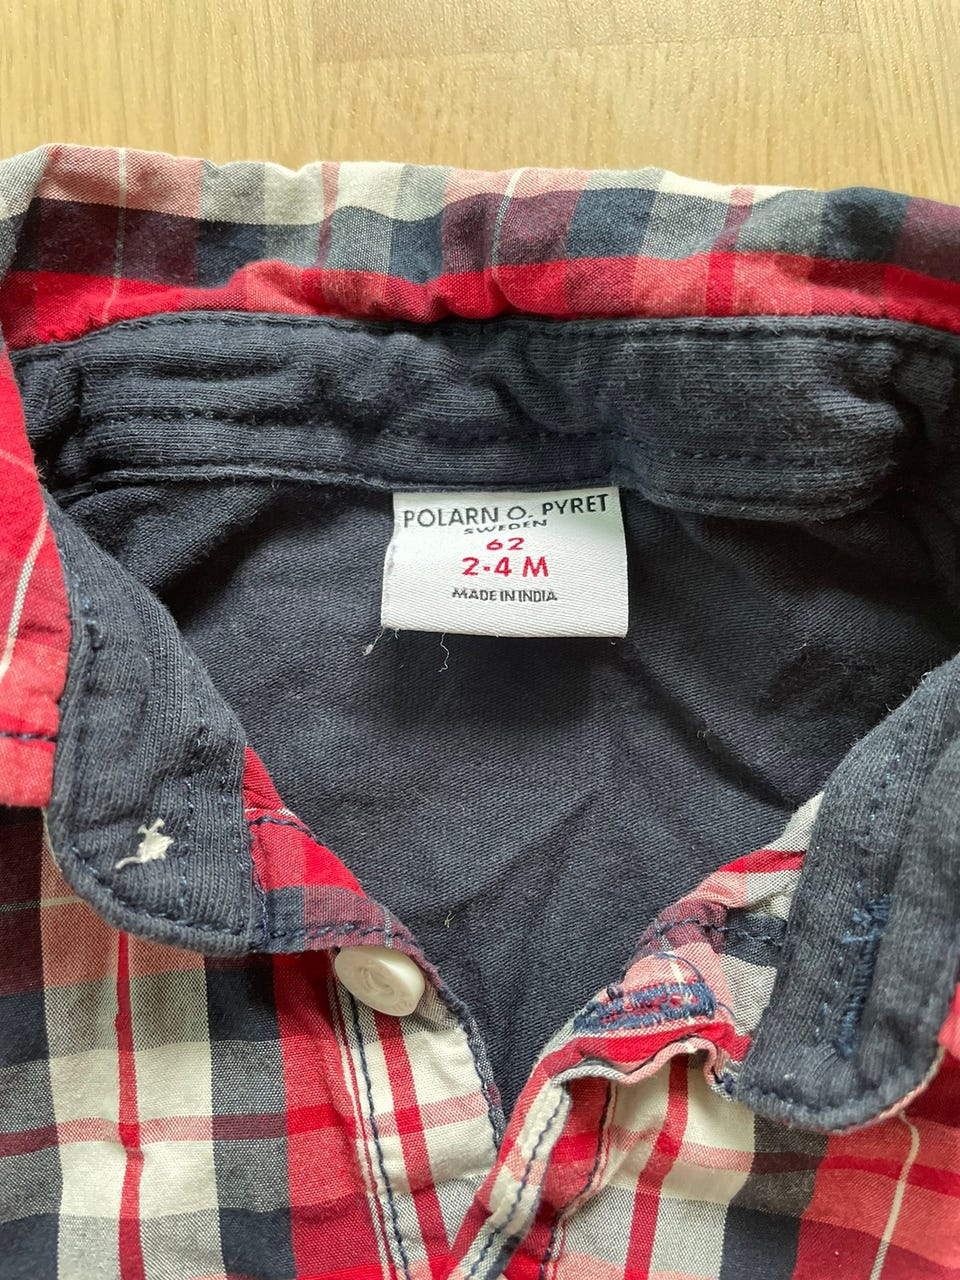 POLARN O. PYRET
SWEDEN
62
2-4 M
MADE IN INDIA